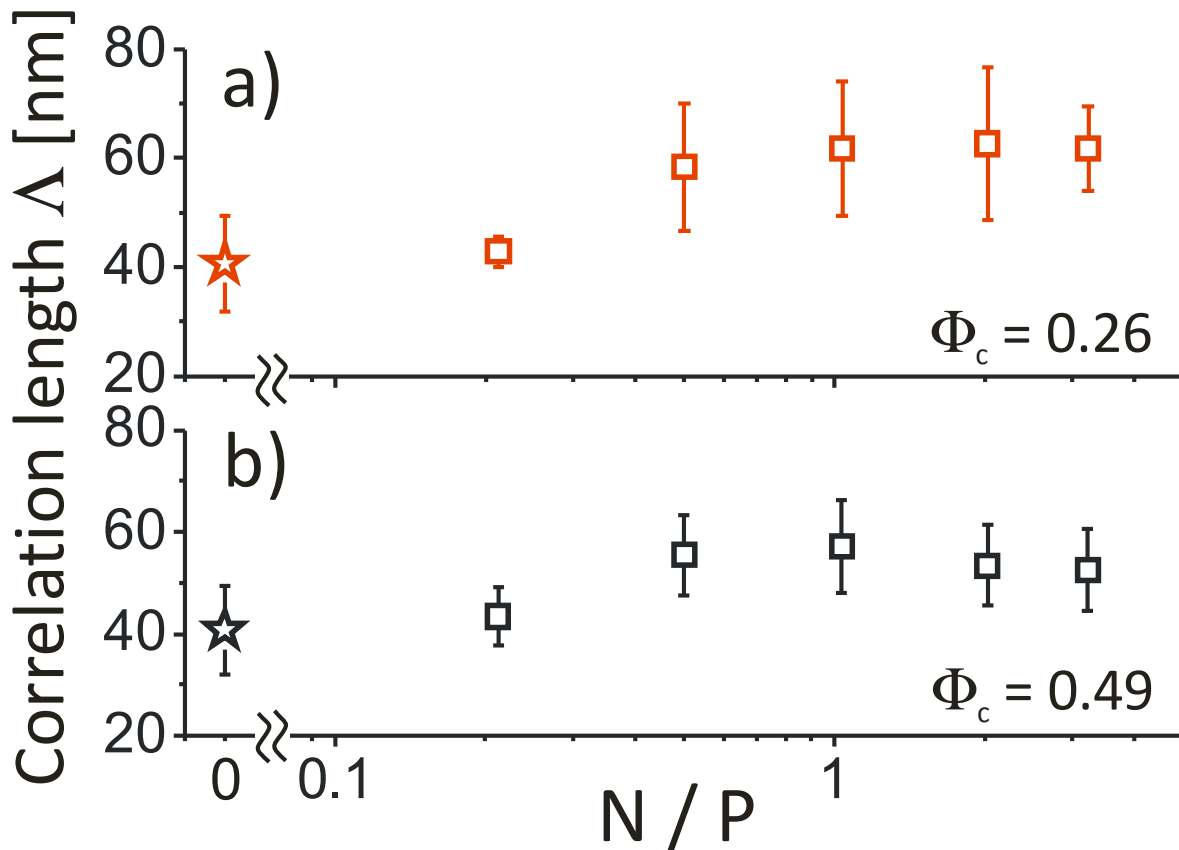 Correlation length Λ [nm]
a)
80
60
40
20
Φc = 0.26
b)
80
60
40
20
Φc = 0.49
0 0.1 1
N / P